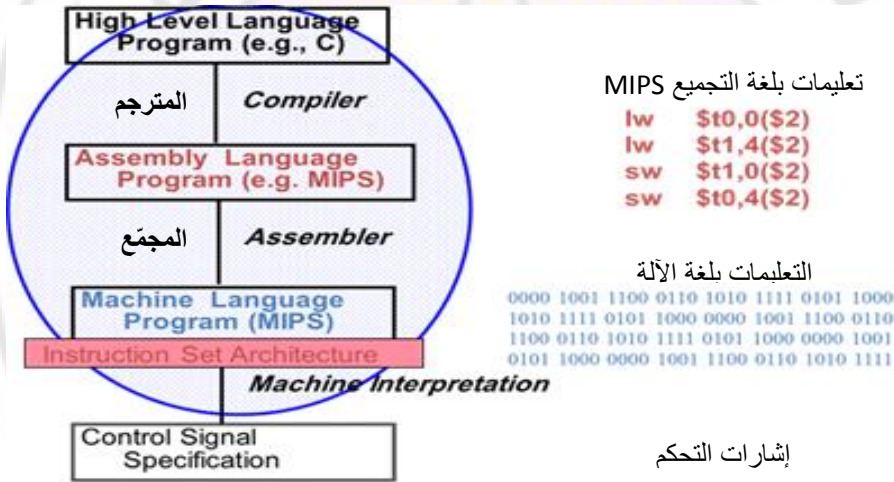 High Level Language
Program (e.g., C)
المترجم
Compiler
Assembly Language
Program (e.g. MIPS)
المجمّع
Assembler
Machine Language
Program (MIPS)
Instruction Set Architecture
Machine Interpretation
Control Signal
Specification
تعليمات بلغة التجميع MIPS
lw $t0,0($2)
lw $t1,4($2)
sw $t1,0($2)
sw $t0,4($2)
التعليمات بلغة الآلة
0000 1001 1100 0110 1010 1111 0101 1000
1010 1111 0101 1000 0000 1001 1100 0110
1100 0110 1010 1111 0101 1000 0000 1001
0101 1000 0000 1001 1100 0110 1010 1111
إشارات التحكم